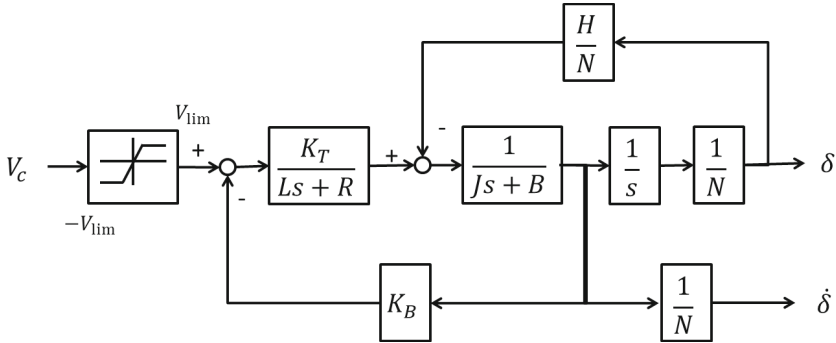 H
N
V_lim
V_c
+
-
K_T
Ls + R
+
-
1
Js + B
1
s
1
N
δ
−V_lim
K_B
1
N
δ̇